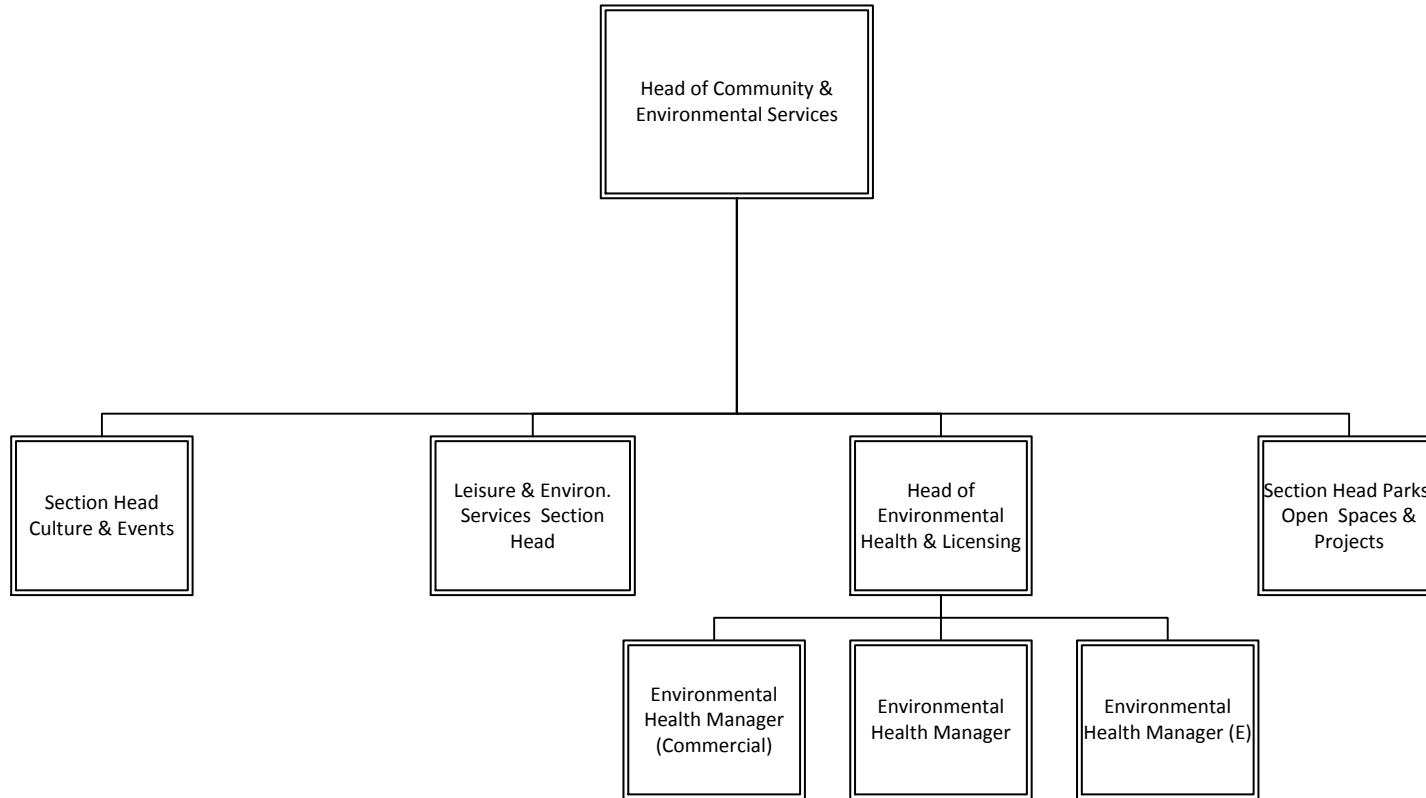 Head of Community &
Environmental Services
Section Head
Culture & Events
Leisure & Environ.
Services Section
Head
Head of
Environmental
Health & Licensing
Section Head Parks
Open Spaces &
Projects
Environmental
Health Manager
(Commercial)
Environmental
Health Manager
Environmental
Health Manager (E)